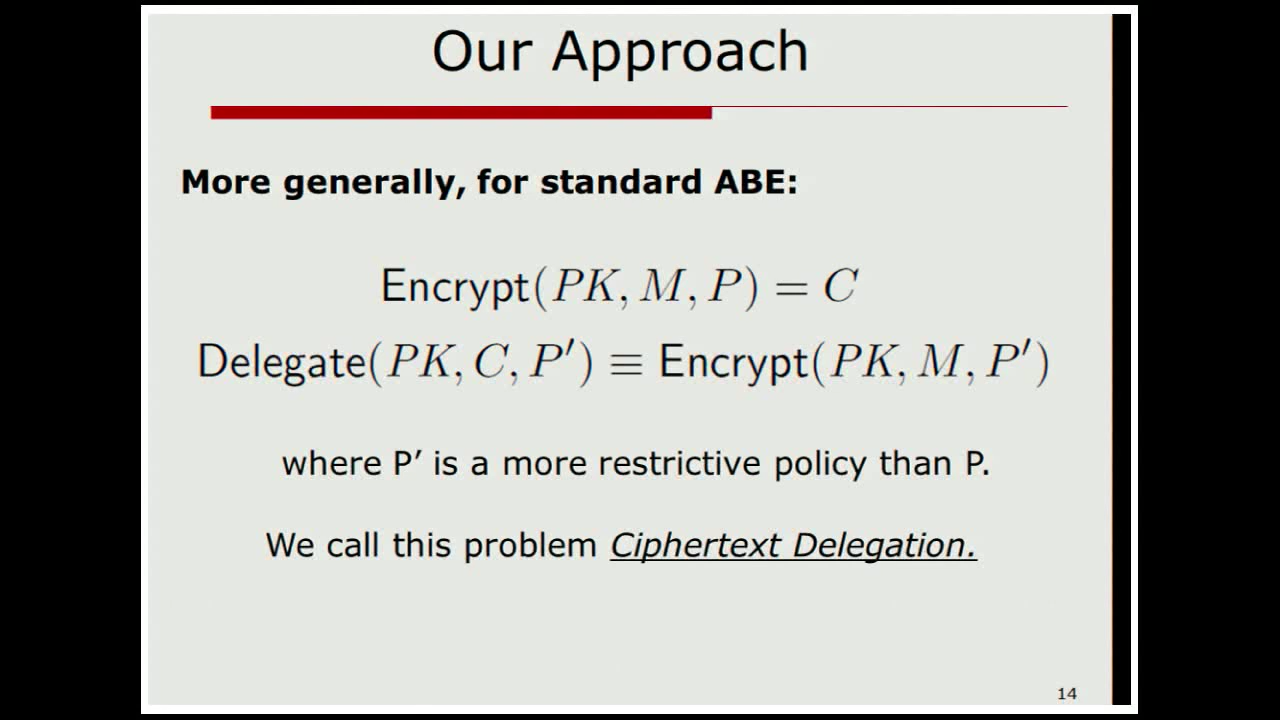 Our Approach
More generally, for standard ABE:
Encrypt(PK, M, P) = C
Delegate(PK, C, P′) ≡ Encrypt(PK, M, P′)
where P’ is a more restrictive policy than P.
We call this problem Ciphertext Delegation.
14